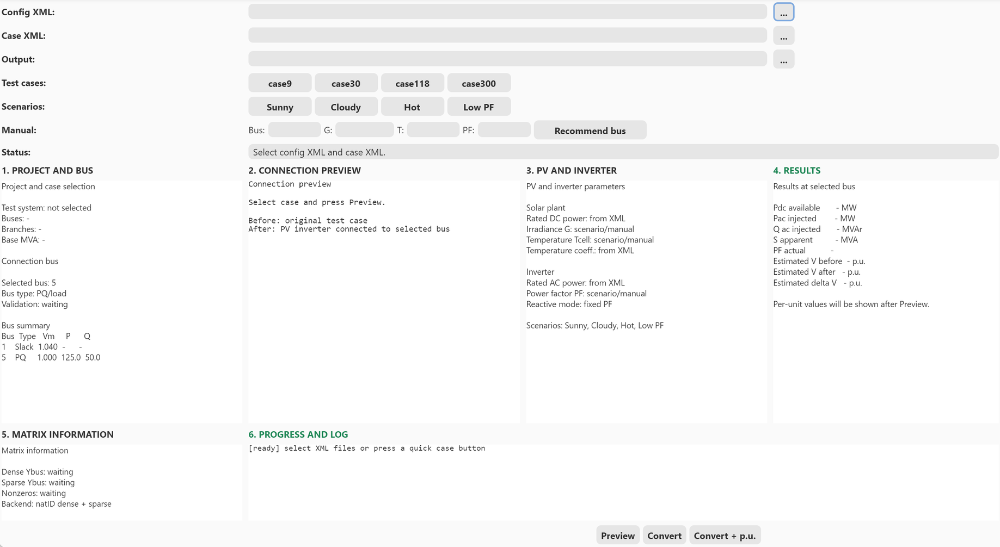 Config XML: ...
Case XML: ...
Output: ...
Test cases: case9 case30 case118 case300
Scenarios: Sunny Cloudy Hot Low PF
Manual: Bus: G: T: PF: Recommend bus
Status: Select config XML and case XML.
1. PROJECT AND BUS
Project and case selection
Test system: not selected
Buses: -
Branches: -
Base MVA: -
Connection bus
Selected bus: 5
Bus type: PQ/load
Validation: waiting
Bus summary
Bus Type Vm P Q
1 Slack 1.040 - -
5 PQ 1.000 125.0 50.0
2. CONNECTION PREVIEW
Connection preview
Select case and press Preview.
Before: original test case
After: PV inverter connected to selected bus
3. PV AND INVERTER
PV and inverter parameters
Solar plant
Rated DC power: from XML
Irradiance G: scenario/manual
Temperature Tcell: scenario/manual
Temperature coeff.: from XML
Inverter
Rated AC power: from XML
Power factor PF: scenario/manual
Reactive mode: fixed PF
Scenarios: Sunny, Cloudy, Hot, Low PF
4. RESULTS
Results at selected bus
Pdc available - MW
Pac injected - MW
Q ac injected - MVAr
S apparent - MVA
PF actual -
Estimated V before - p.u.
Estimated V after - p.u.
Estimated delta V - p.u.
Per-unit values will be shown after Preview.
5. MATRIX INFORMATION
Matrix information
Dense Ybus: waiting
Sparse Ybus: waiting
Nonzeros: waiting
Backend: natID dense + sparse
6. PROGRESS AND LOG
[ready] select XML files or press a quick case button
Preview Convert Convert + p.u.